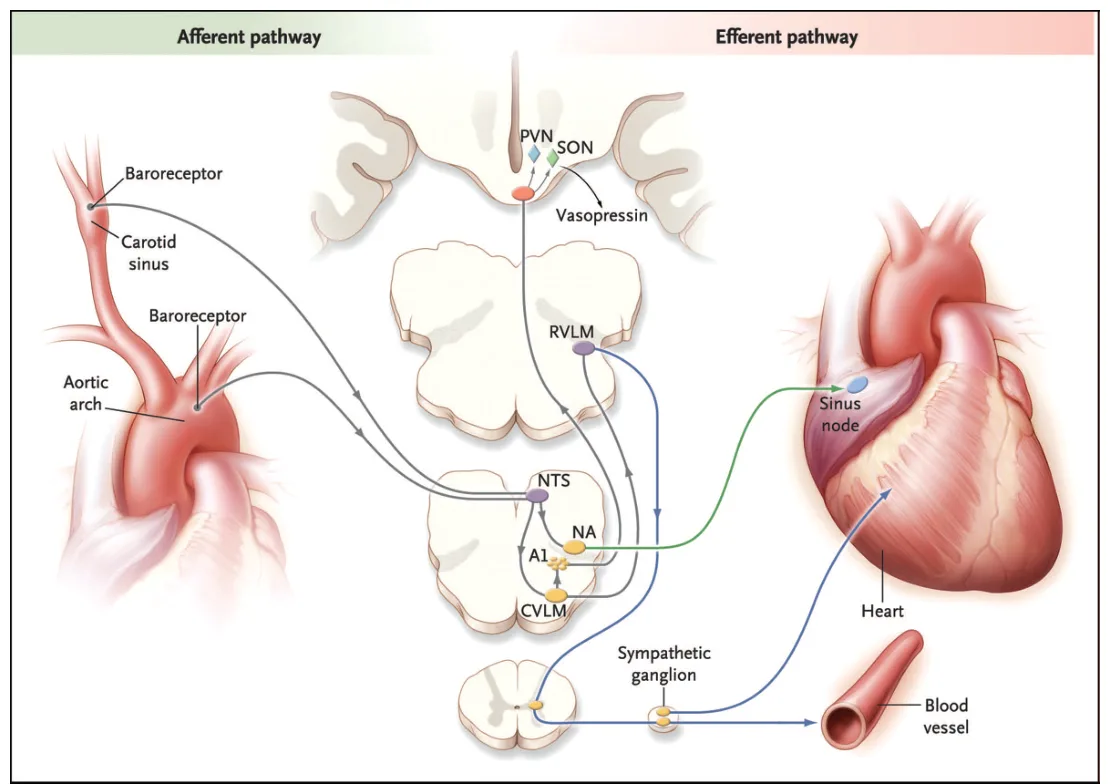 Afferent pathway
Efferent pathway
PVN
SON
Vasopressin
Baroreceptor
Carotid
sinus
Baroreceptor
Aortic
arch
RVLM
NTS
NA
A1
CVLM
Sinus
node
Heart
Sympathetic
ganglion
Blood
vessel